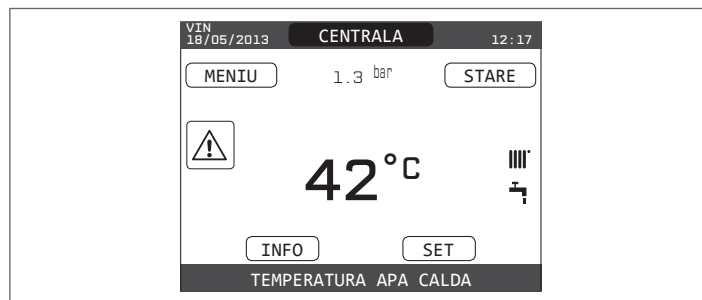 VIN
18/05/2013 CENTRALA 12:17
MENIU 1.3 bar STARE
42°C
INFO SET
TEMPERATURA APA CALDA